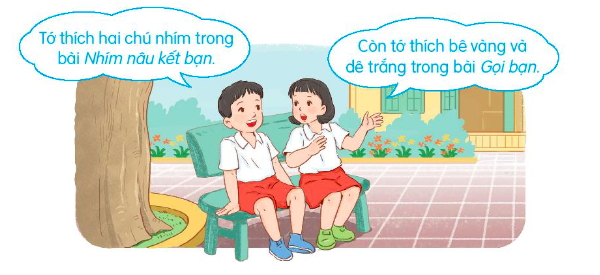 Tớ thích hai chú nhím trong
bài Nhím nâu kết bạn.
Còn tớ thích bê vàng và
dê trắng trong bài Gọi bạn.